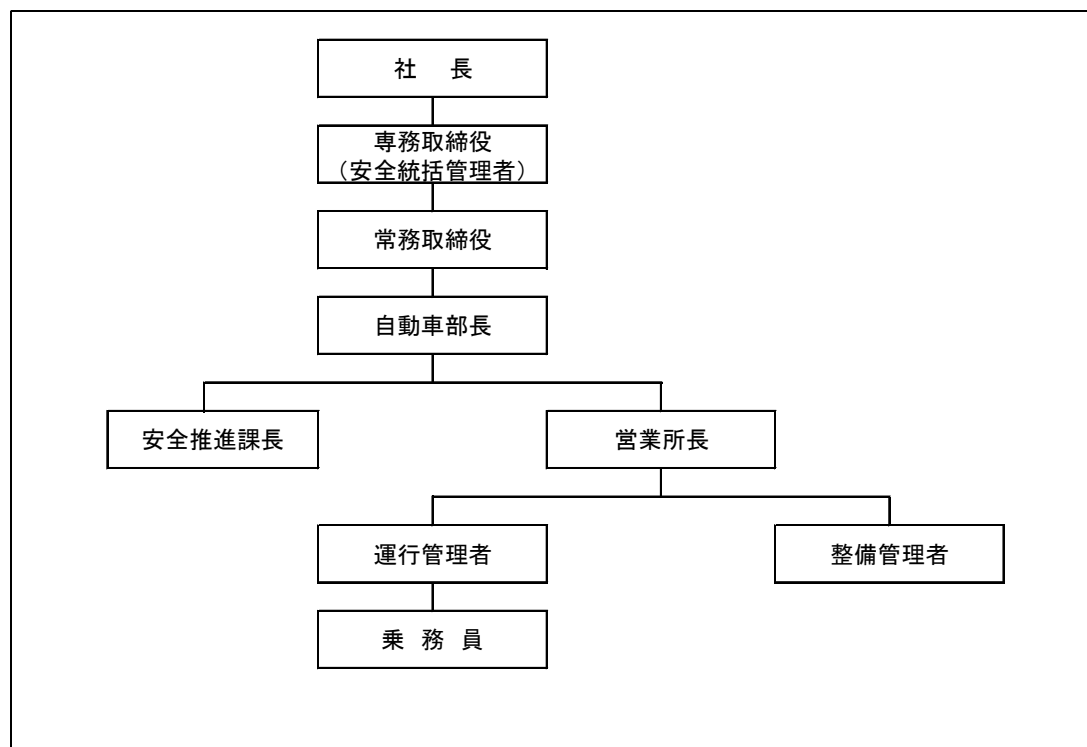 社 長
専務取締役
（安全統括管理者）
常務取締役
自動車部長
安全推進課長
営業所長
運行管理者
整備管理者
乗 務 員